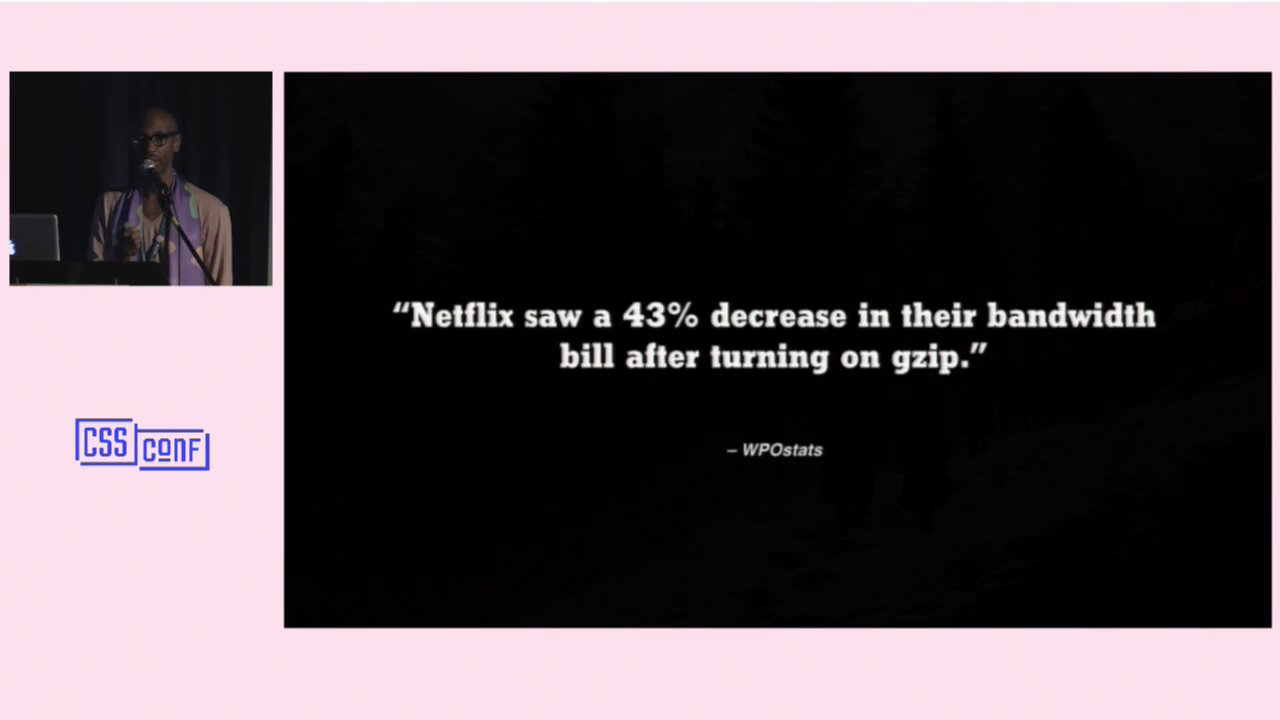 “Netflix saw a 43% decrease in their bandwidth
bill after turning on gzip.”
– WPOstats
CSS
CONF